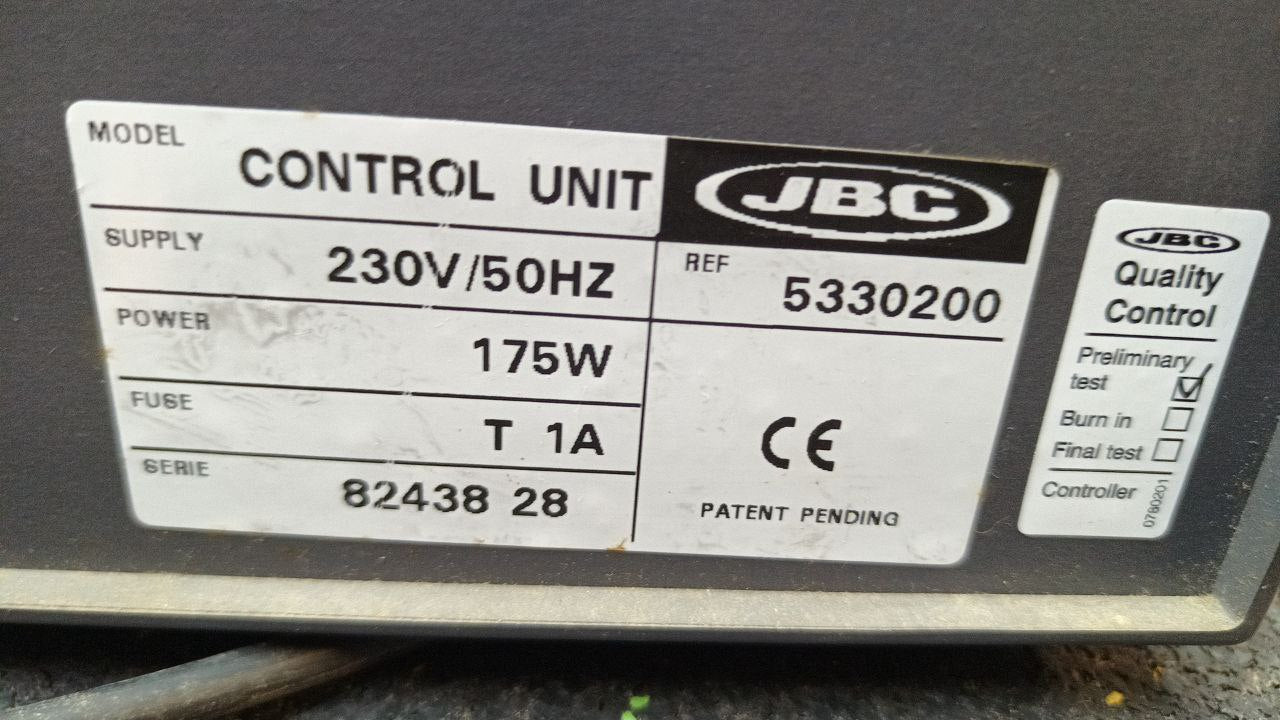 MODEL
CONTROL UNIT
JBC
SUPPLY
230V/50HZ
REF
5330200
POWER
175W
FUSE
T 1A
CE
SERIE
82438 28
PATENT PENDING
JBC
Quality
Control
Preliminary
test
Burn in
Final test
Controller
0780201